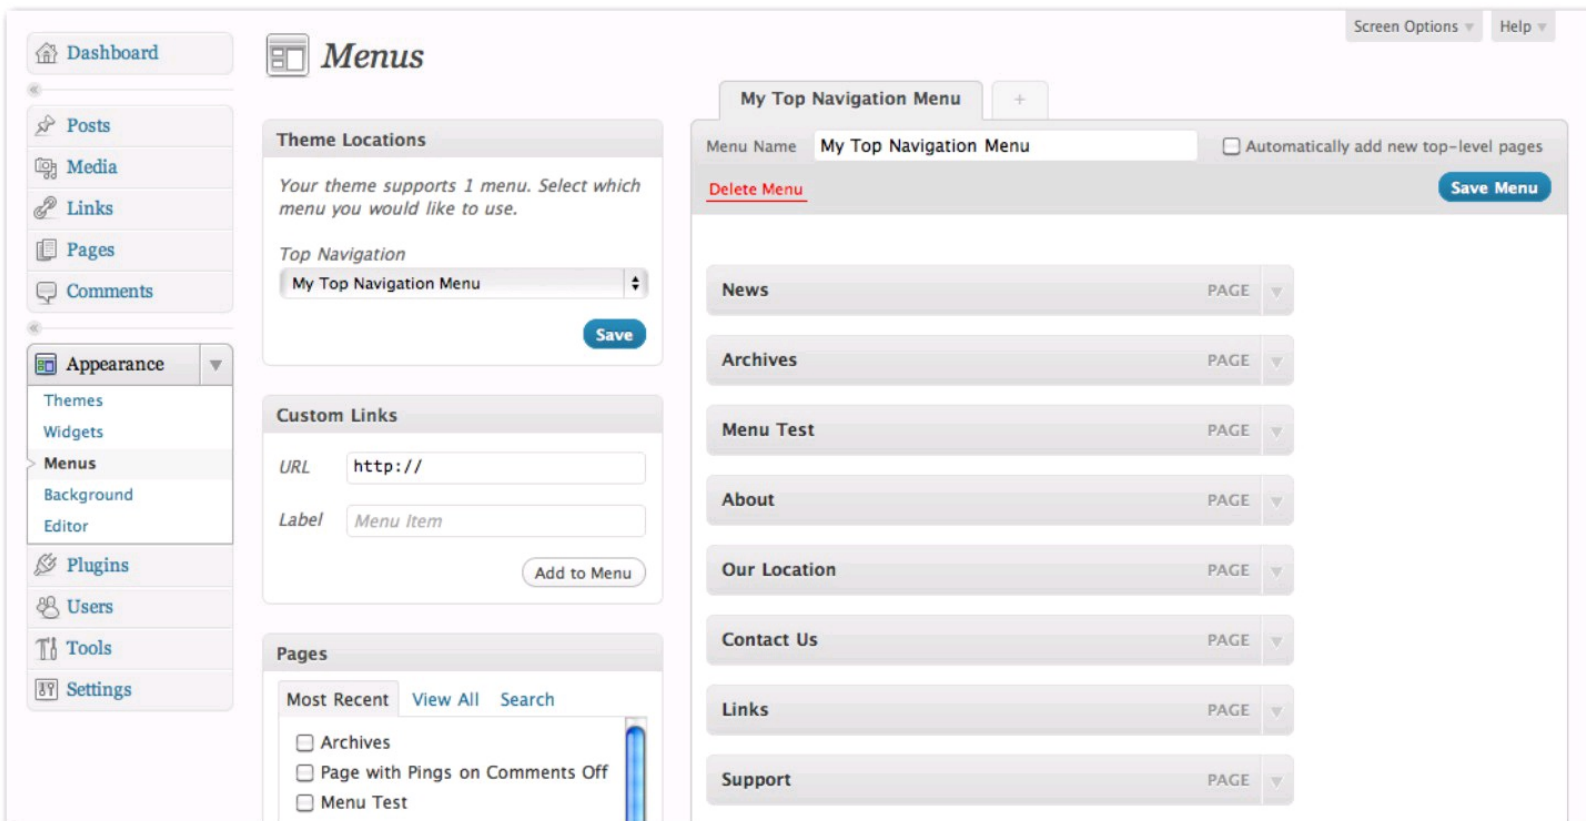 Screen Options
Help
Dashboard
Posts
Media
Links
Pages
Comments
Appearance
Themes
Widgets
Menus
Background
Editor
Plugins
Users
Tools
Settings
Menus
Theme Locations
Your theme supports 1 menu. Select which
menu you would like to use.
Top Navigation
My Top Navigation Menu
Save
Custom Links
URL http://
Label Menu Item
Add to Menu
Pages
Most Recent View All Search
Archives
Page with Pings on Comments Off
Menu Test
My Top Navigation Menu +
Menu Name My Top Navigation Menu Automatically add new top-level pages
Delete Menu Save Menu
News PAGE
Archives PAGE
Menu Test PAGE
About PAGE
Our Location PAGE
Contact Us PAGE
Links PAGE
Support PAGE